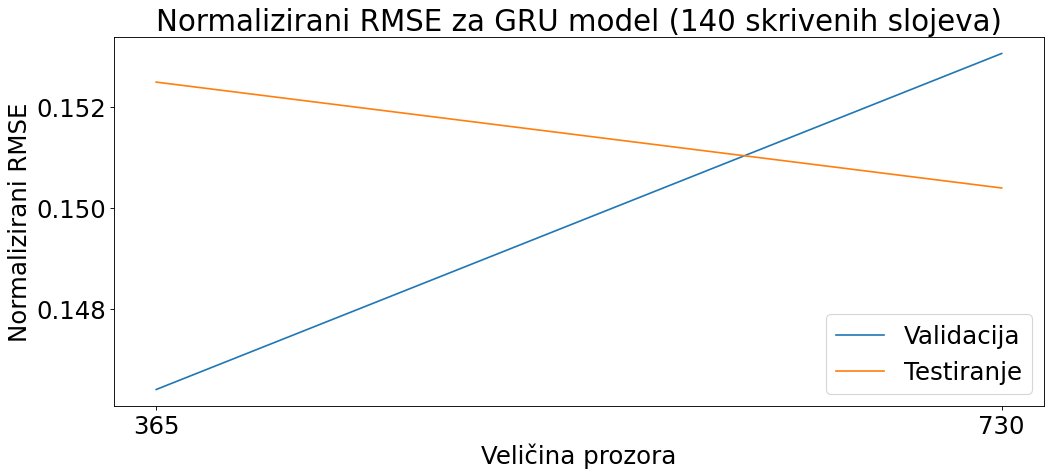 Normalizirani RMSE za GRU model (140 skrivenih slojeva)
Normalizirani RMSE
0.152
0.150
0.148
Validacija
Testiranje
365
730
Veličina prozora